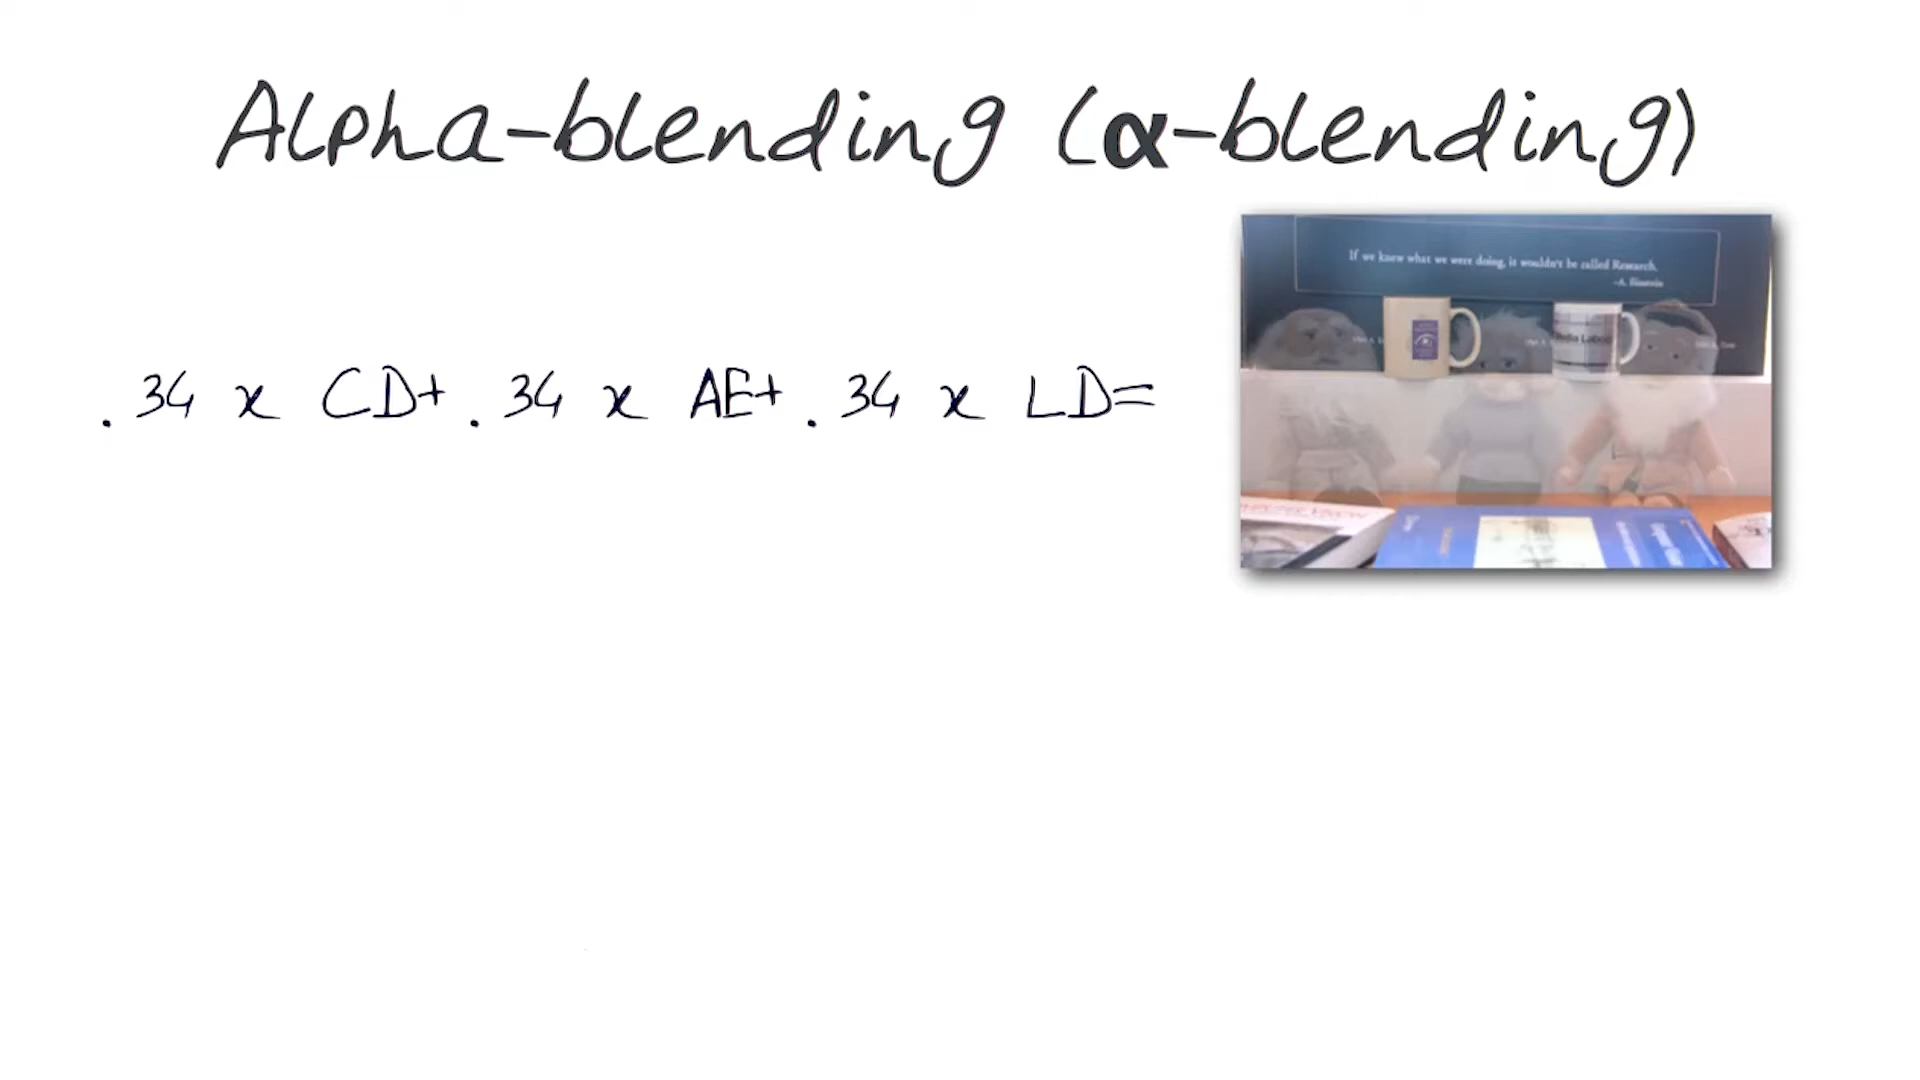 Alpha-blending (α-blending)
If we knew what we were doing, it wouldn't be called Research.
-A. Einstein
.34 x CD+ .34 x AE+ .34 x LD=